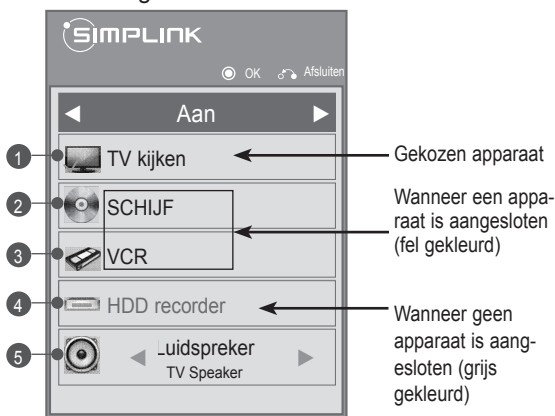 SIMPLINK
OK Afsluiten
Aan
1 TV kijken
Gekozen apparaat
2 SCHIJF
3 VCR
Wanneer een appa-
raat is aangesloten
(fel gekleurd)
4 HDD recorder
Wanneer geen
apparaat is aang-
esloten (grijs
gekleurd)
5 Luidspreker
TV Speaker